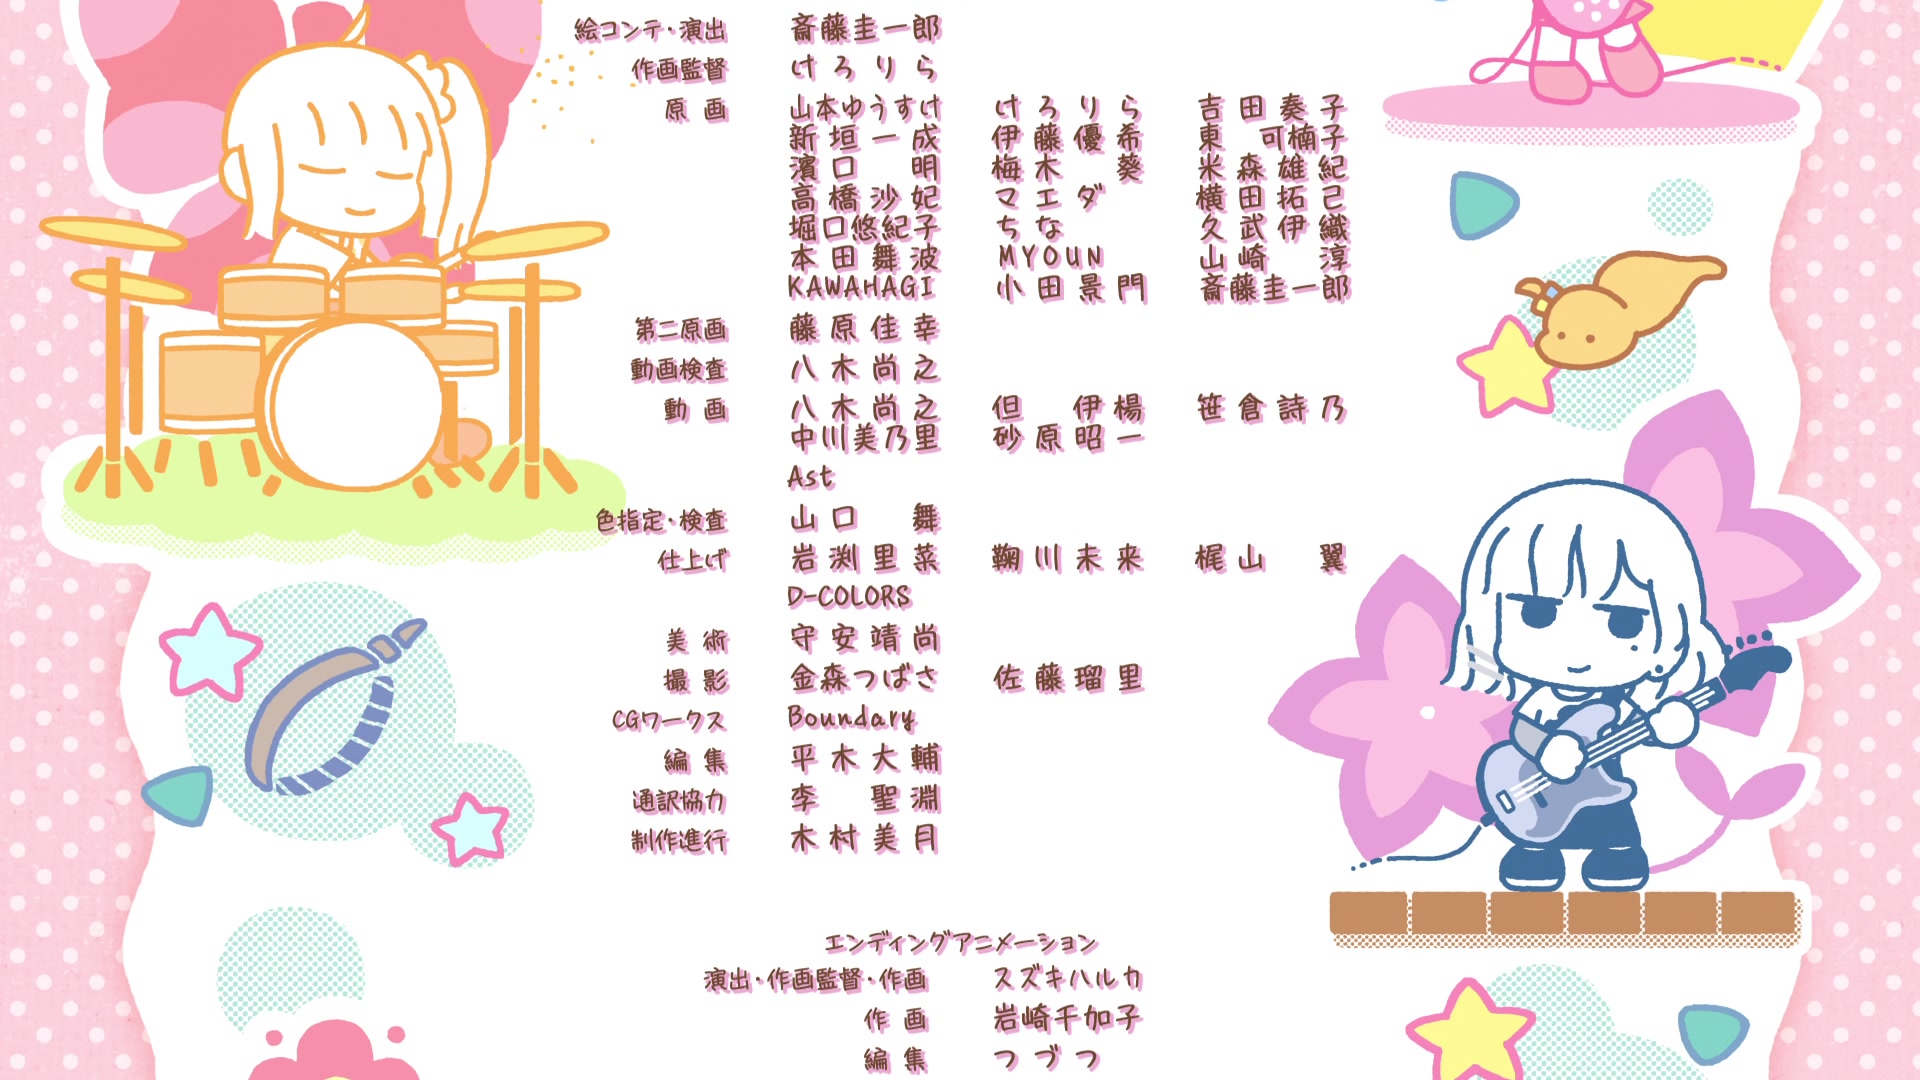 絵コンテ・演出 斎藤圭一郎
作画監督 けろりら
原画 山本ゆうすけ けろりら 吉田奏子
新垣一成 伊藤優希 東 可楠子
濱口 明 梅木 葵 米森雄紀
高橋沙妃 マエダ 横田拓己
堀口悠紀子 ちな 久武伊織
本田舞波 MYOUN 山崎 淳
KAWAHAGI 小田景門 斎藤圭一郎
第二原画 藤原佳幸
動画検査 八木尚之
動画 八木尚之 但 伊楊 笹倉詩乃
中川美乃里 砂原昭一
Ast
色指定・検査 山口 舞
仕上げ 岩渕里菜 鞠川未来 梶山 翼
D-COLORS
美術 守安靖尚
撮影 金森つばさ 佐藤瑠里
CGワークス Boundary
編集 平木大輔
通訳協力 李 聖淵
制作進行 木村美月
エンディングアニメーション
演出・作画監督・作画 スズキハルカ
作画 岩崎千加子
編集 つづつ